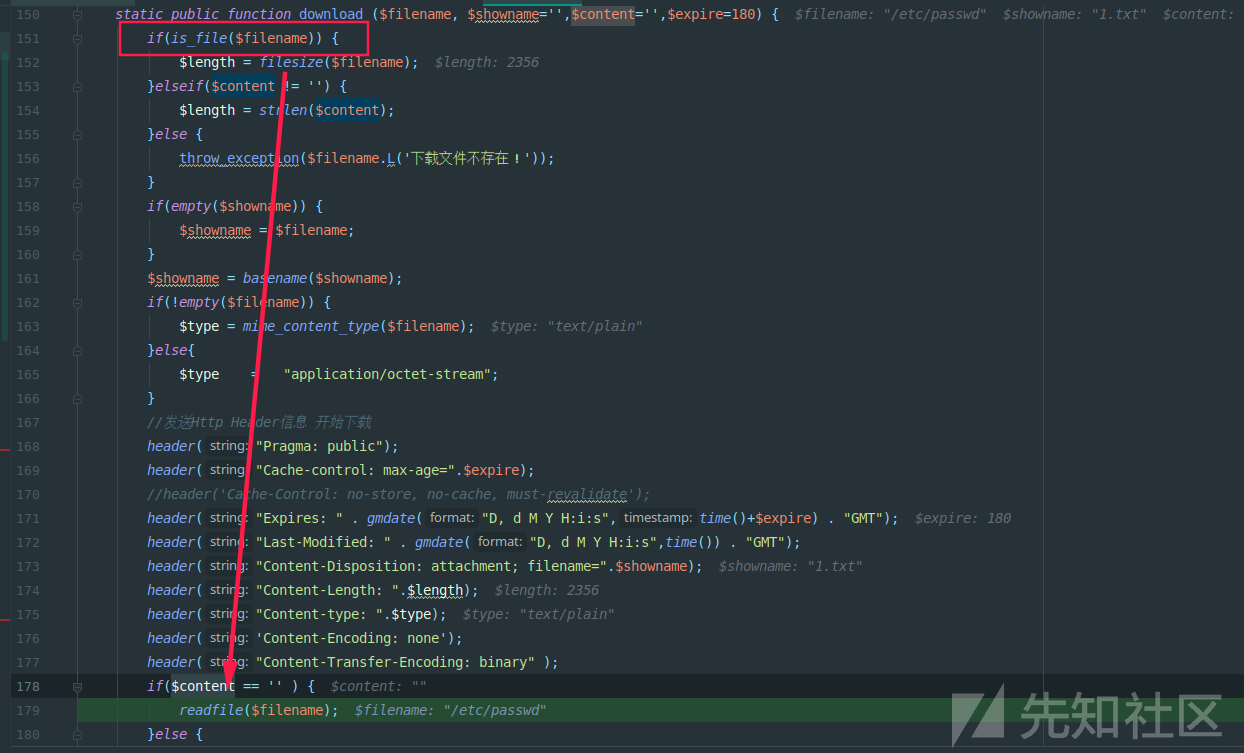 150 static public function download ($filename, $showname='',$content='',$expire=180) { $filename: "/etc/passwd" $showname: "1.txt" $content:
151 if(is_file($filename)) {
152 $length = filesize($filename); $length: 2356
153 }elseif($content != '') {
154 $length = strlen($content);
155 }else {
156 throw_exception($filename.L('下载文件不存在！'));
157 }
158 if(empty($showname)) {
159 $showname = $filename;
160 }
161 $showname = basename($showname);
162 if(!empty($filename)) {
163 $type = mime_content_type($filename); $type: "text/plain"
164 }else{
165 $type = "application/octet-stream";
166 }
167 //发送Http Header信息 开始下载
168 header( string: "Pragma: public");
169 header( string: "Cache-control: max-age=".$expire);
170 //header('Cache-Control: no-store, no-cache, must-revalidate');
171 header( string: "Expires: " . gmdate( format: "D, d M Y H:i:s", timestamp: time()+$expire) . "GMT"); $expire: 180
172 header( string: "Last-Modified: " . gmdate( format: "D, d M Y H:i:s",time()) . "GMT");
173 header( string: "Content-Disposition: attachment; filename=".$showname); $showname: "1.txt"
174 header( string: "Content-Length: ".$length); $length: 2356
175 header( string: "Content-type: ".$type); $type: "text/plain"
176 header( string: 'Content-Encoding: none');
177 header( string: "Content-Transfer-Encoding: binary" );
178 if($content == '' ) { $content: ""
179 readfile($filename); $filename: "/etc/passwd"
180 }else {
先知社区